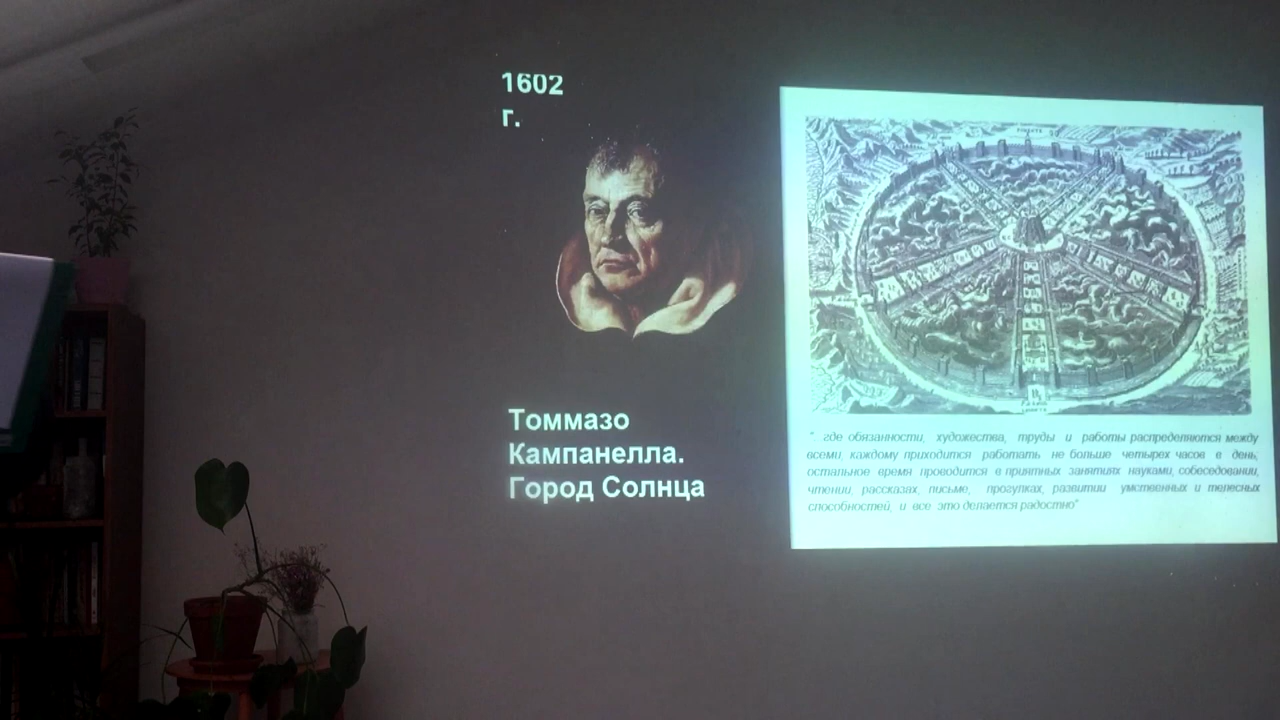 1602
г.
Томмазо
Кампанелла.
Город Солнца
". где обязанности, художества, труды и работы распределяются между
всеми, каждому приходится работать не больше четырех часов в день,
остальное время проводится в приятных занятиях науками, собеседовании,
чтении, рассказах, письме, прогулках, развитии умственных и телесных
способностей, и все это делается радостно"